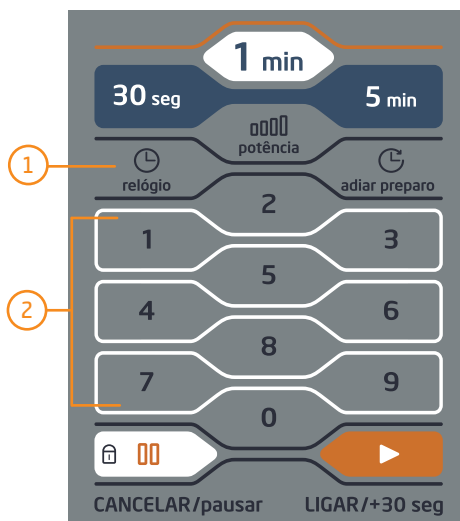 1 min
30 seg
5 min
potência
1
relógio
adiar preparo
2
1
3
5
2
4
6
8
7
9
0
CANCELAR/pausar
LIGAR/+30 seg